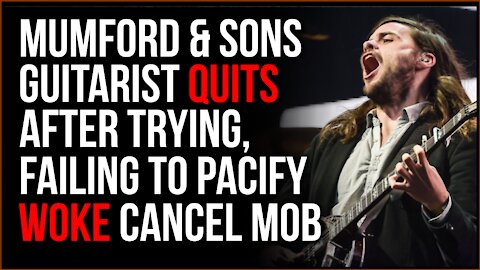 MUMFORD & SONS
GUITARIST QUITS
AFTER TRYING,
FAILING TO PACIFY
WOKE CANCEL MOB